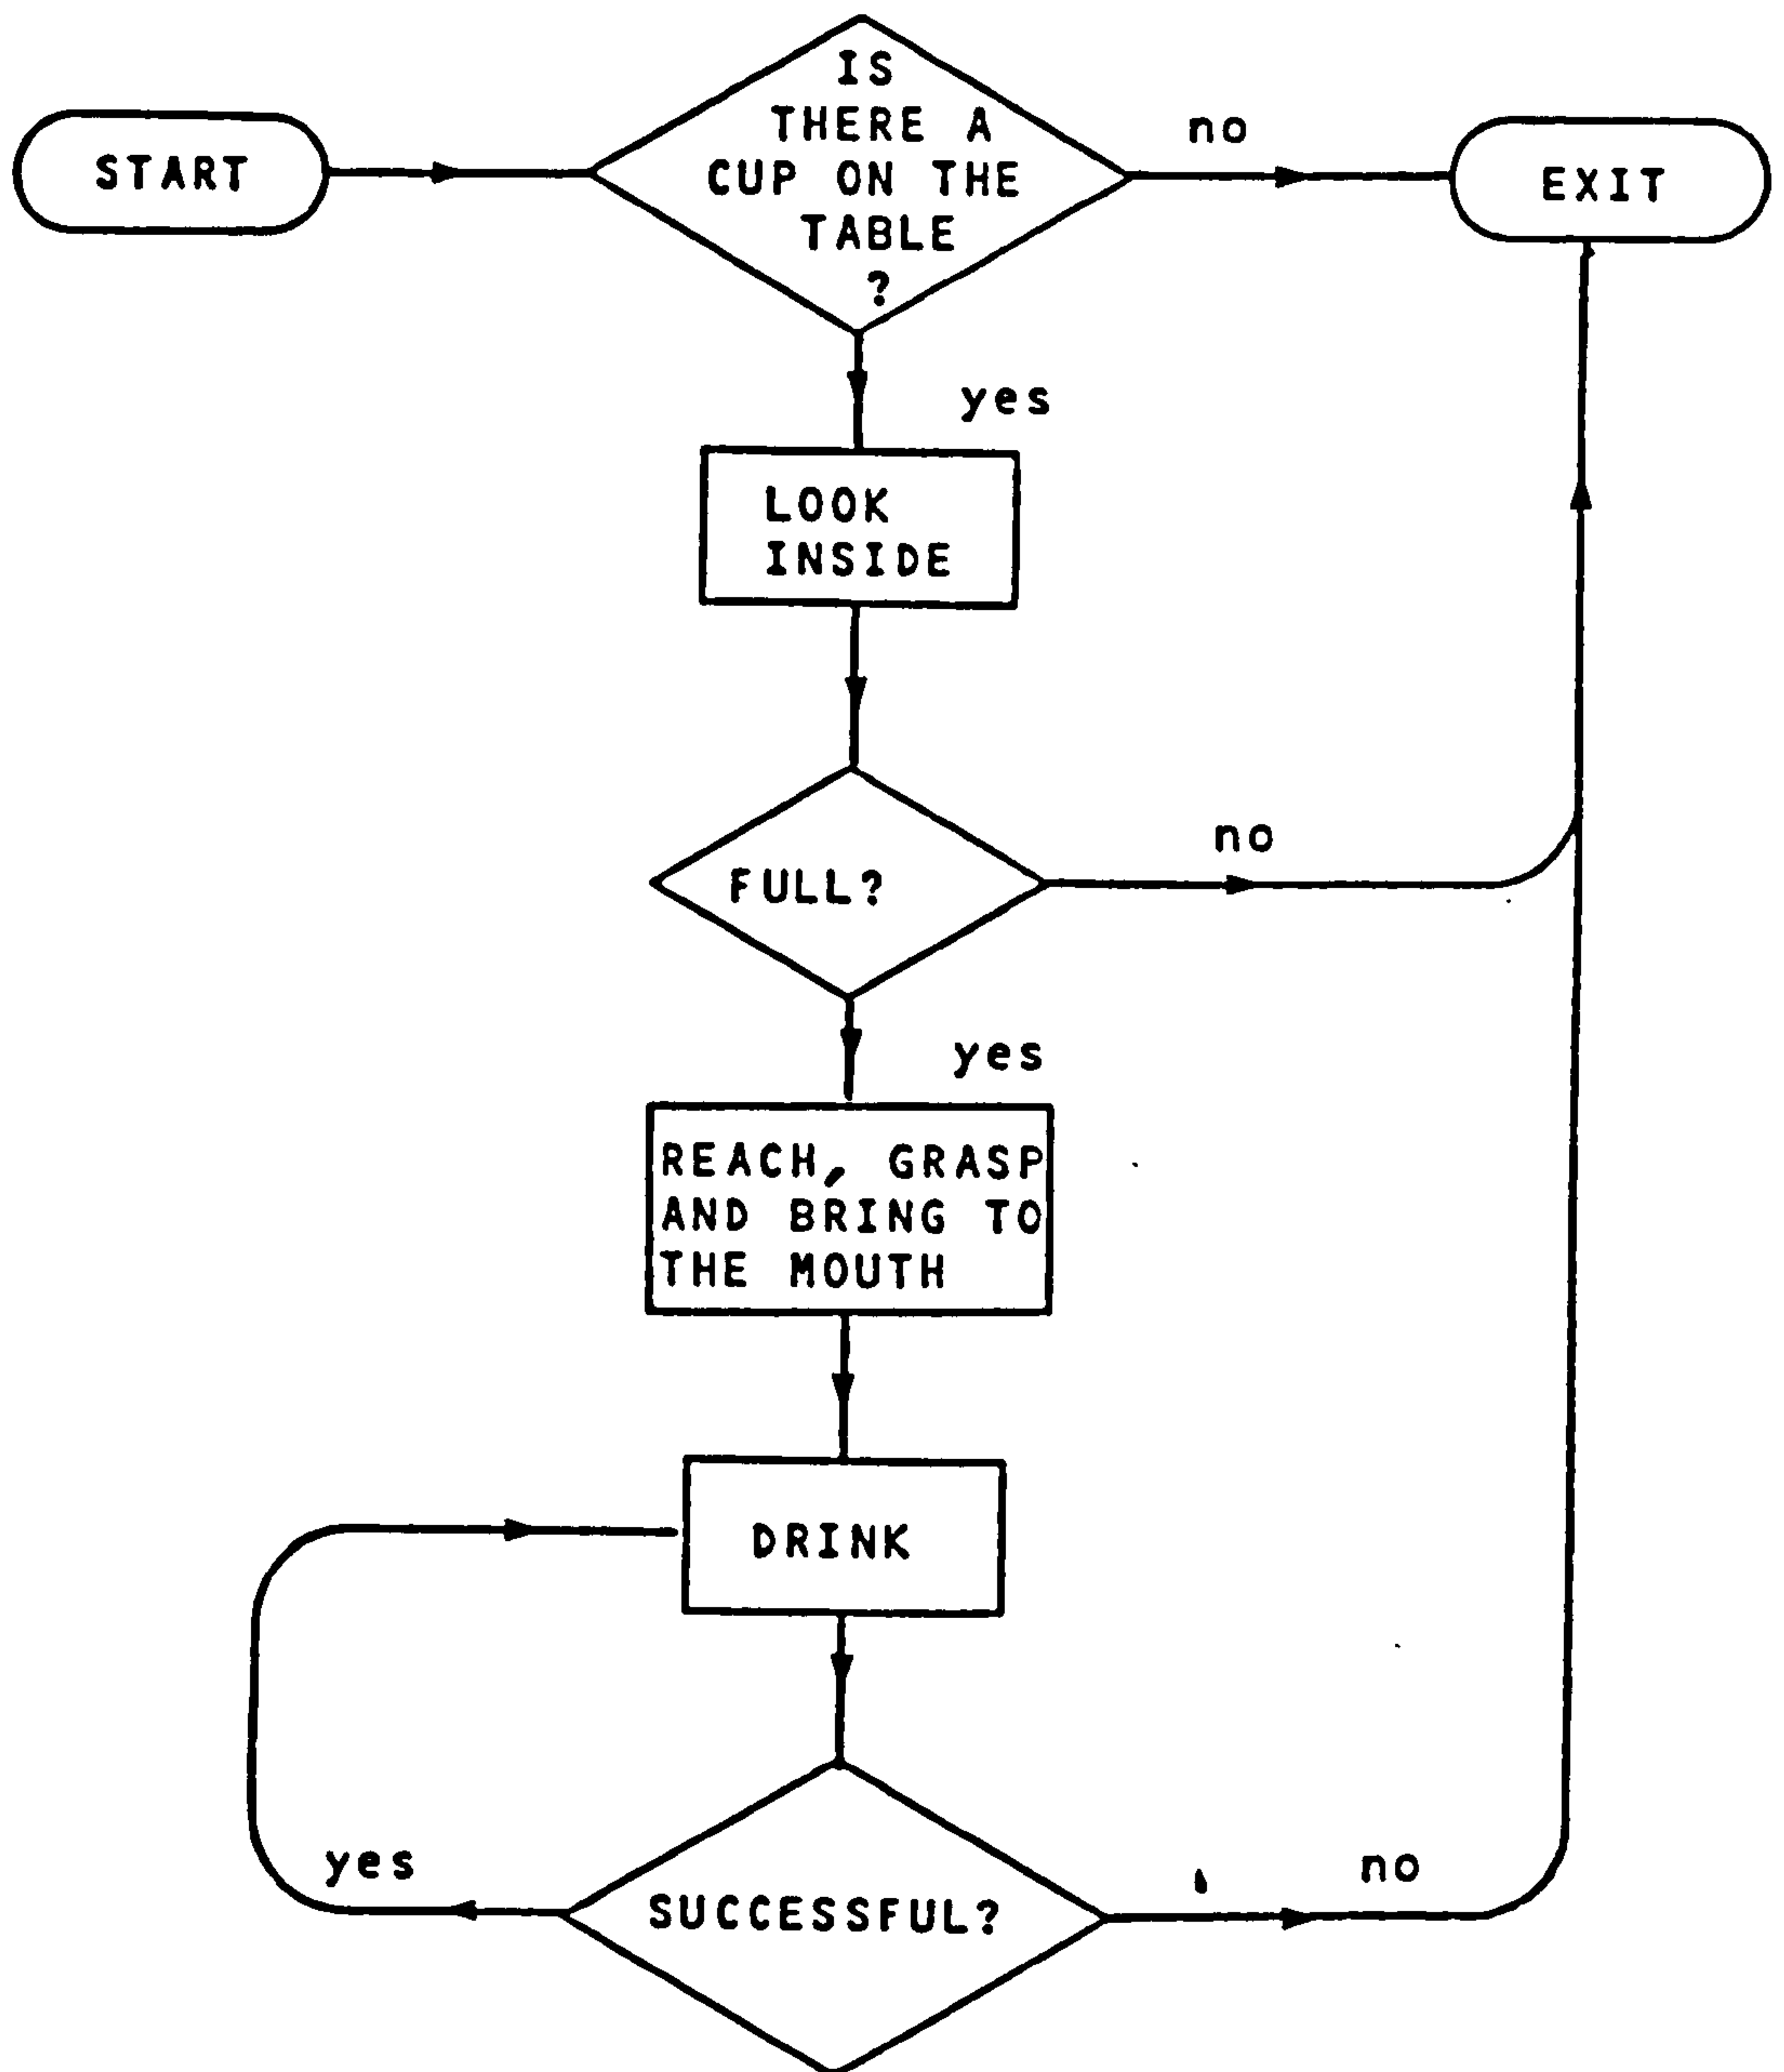 START
IS
THERE A
CUP ON THE
TABLE
?
no
EXIT
yes
LOOK
INSIDE
FULL?
no
yes
REACH, GRASP
AND BRING TO
THE MOUTH
DRINK
yes
SUCCESSFUL?
no